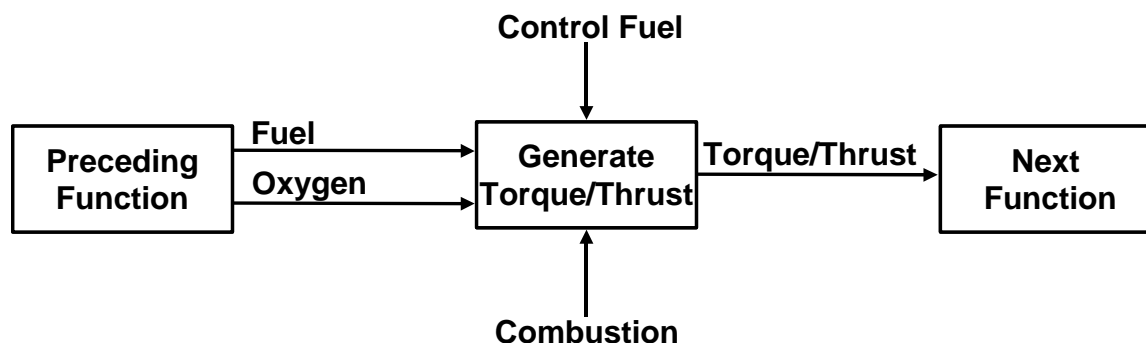 Control Fuel
Preceding
Function
Fuel
Oxygen
Generate
Torque/Thrust
Torque/Thrust
Next
Function
Combustion